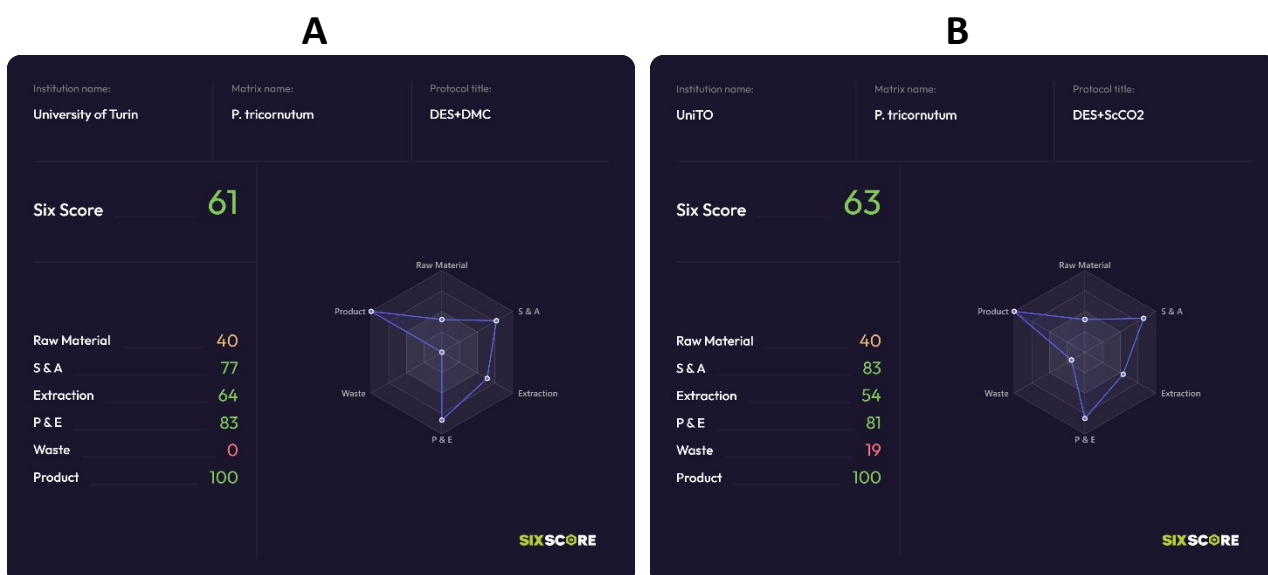 A
Institution name:
Matrix name:
Protocol title:
University of Turin
P. tricornutum
DES+DMC
Six Score
61
Raw Material
40
S & A
77
Extraction
64
P & E
83
Waste
0
Product
100
Raw Material
Product
S & A
Waste
Extraction
P & E
SIXSCORE
B
Institution name:
Matrix name:
Protocol title:
UniTO
P. tricornutum
DES+ScCO2
Six Score
63
Raw Material
40
S & A
83
Extraction
54
P & E
81
Waste
19
Product
100
Raw Material
Product
S & A
Waste
Extraction
P & E
SIXSCORE